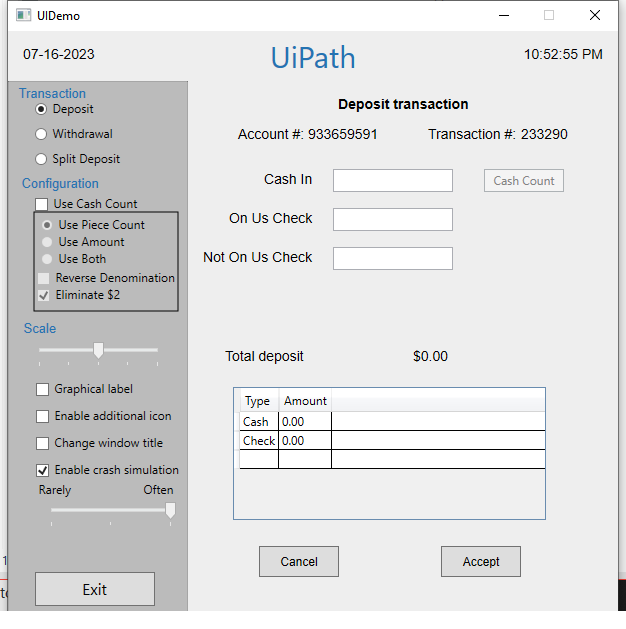 UIDemo
07-16-2023
UiPath
10:52:55 PM
Transaction
Deposit
Withdrawal
Split Deposit
Configuration
Use Cash Count
Use Piece Count
Use Amount
Use Both
Reverse Denomination
Eliminate $2
Scale
Graphical label
Enable additional icon
Change window title
Enable crash simulation
Rarely Often
Exit
Deposit transaction
Account #: 933659591 Transaction #: 233290
Cash In Cash Count
On Us Check
Not On Us Check
Total deposit $0.00
Type Amount
Cash 0.00
Check 0.00
Cancel Accept